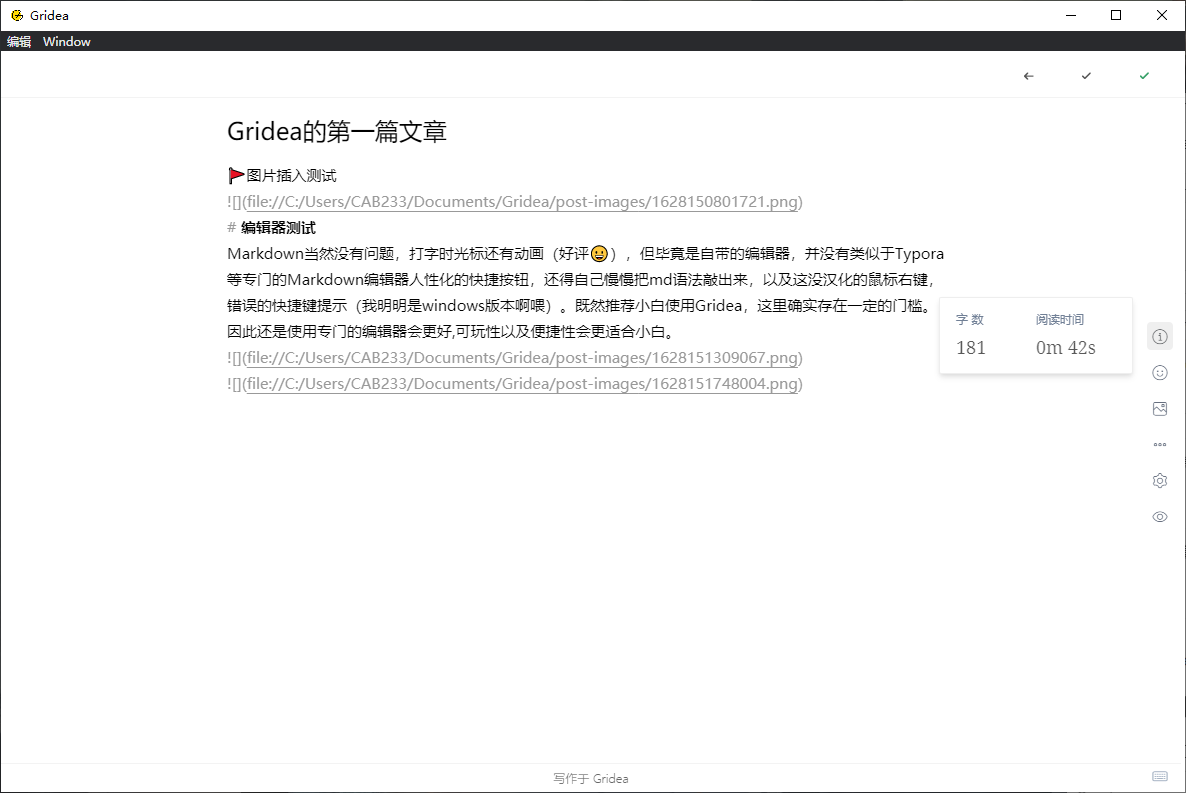 Gridea
编辑 Window
Gridea的第一篇文章
🚩图片插入测试
![](file://C:/Users/CAB233/Documents/Gridea/post-images/1628150801721.png)
# 编辑器测试
Markdown当然没有问题，打字时光标还有动画（好评😀），但毕竟是自带的编辑器，并没有类似于Typora
等专门的Markdown编辑器人性化的快捷按钮，还得自己慢慢把md语法敲出来，以及这没汉化的鼠标右键，
错误的快捷键提示（我明明是windows版本啊喂）。既然推荐小白使用Gridea，这里确实存在一定的门槛。
因此还是使用专门的编辑器会更好,可玩性以及便捷性会更适合小白。
![](file://C:/Users/CAB233/Documents/Gridea/post-images/1628151309067.png)
![](file://C:/Users/CAB233/Documents/Gridea/post-images/1628151748004.png)
字数 阅读时间
181 0m 42s
写作于 Gridea